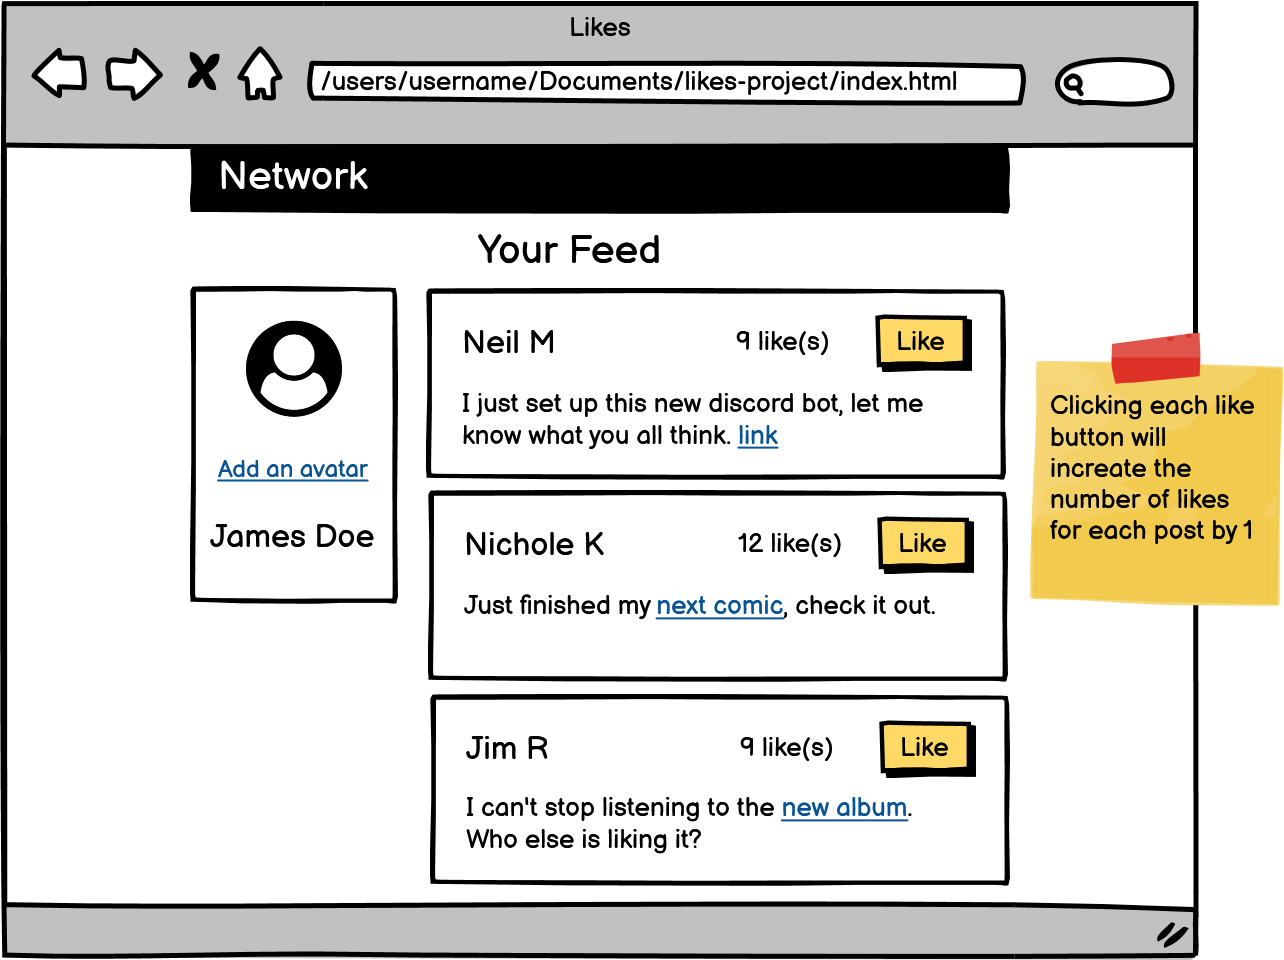 Likes
/users/username/Documents/likes-project/index.html
Network
Your Feed
Add an avatar
James Doe
Neil M
9 like(s)
Like
I just set up this new discord bot, let me
know what you all think. link
Nichole K
12 like(s)
Like
Just finished my next comic, check it out.
Jim R
9 like(s)
Like
I can't stop listening to the new album.
Who else is liking it?
Clicking each like
button will
increate the
number of likes
for each post by 1